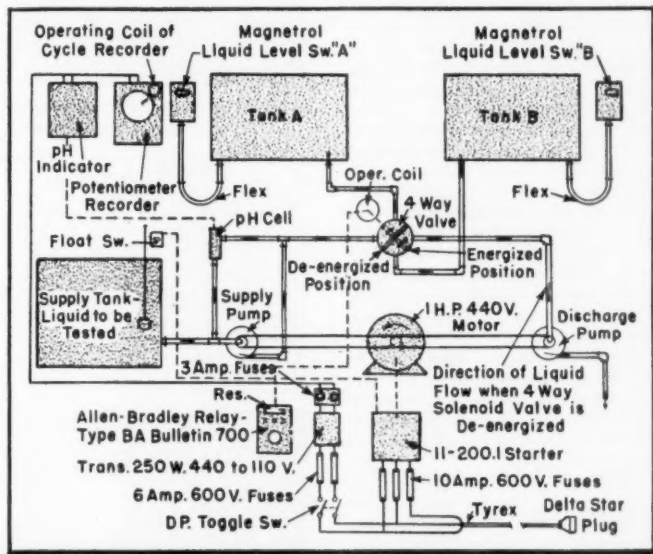 Operating Coil of
Cycle Recorder
Magnetrol
Liquid Level Sw."A"
Magnetrol
Liquid Level Sw."B
Tank A
Tank B
pH
Indicator
Potentiometer
Recorder
Flex
Oper. Coil
4 Way
Valve
Flex
pH Cell
Float Sw.
De-energized
Position
Energized
Position
Supply Tank-
Liquid to be
Tested
Supply
Pump
1 H.P. 440 V.
Motor
Discharge
Pump
3 Amp. Fuses
Direction of Liquid
Flow when 4 Way
Solenoid Valve is
De-energized
Res.
Allen-Bradley Relay-
Type BA Bulletin 700
Trans. 250 W. 440 to 110 V.
11-200.1 Starter
6 Amp. 600 V. Fuses
10 Amp. 600 V. Fuses
D.P. Toggle Sw.
Tyrex
Delta Star
Plug